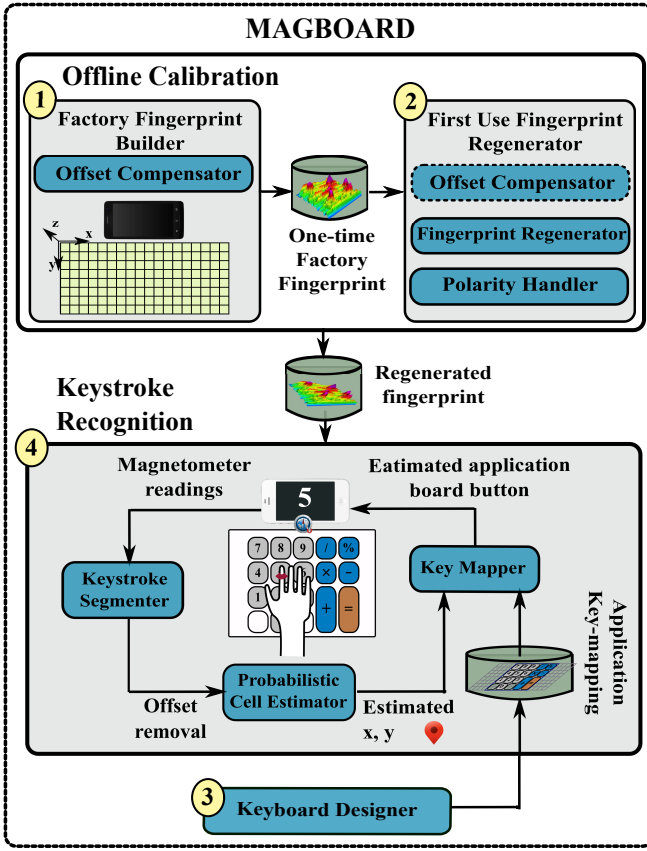 MAGBOARD
Offline Calibration
1
Factory Fingerprint
Builder
Offset Compensator
z
x
y
One-time
Factory
Fingerprint
2
First Use Fingerprint
Regenerator
Offset Compensator
Fingerprint Regenerator
Polarity Handler
Regenerated
fingerprint
Keystroke
Recognition
4
Magnetometer
readings
Eatimated application
board button
5
7 8 9 / %
4 × -
1 + =
Keystroke
Segmenter
Key Mapper
Application
Key-mapping
Probabilistic
Cell Estimator
Offset
removal
Estimated
x, y
3
Keyboard Designer